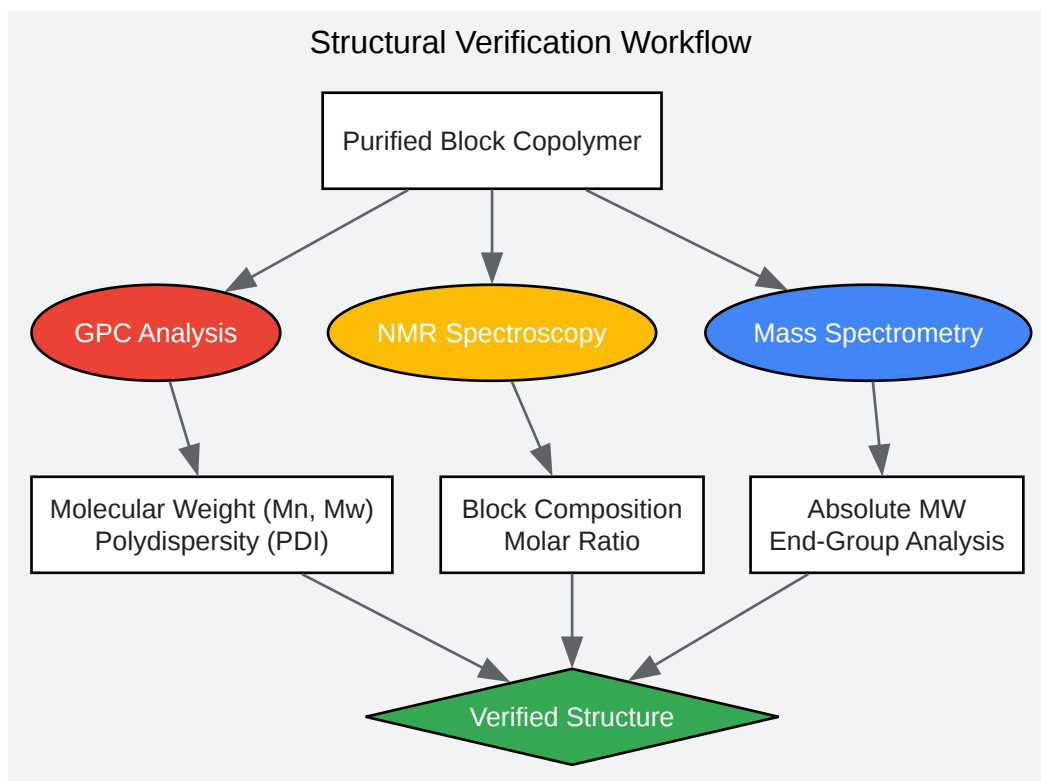 Structural Verification Workflow
Purified Block Copolymer
GPC Analysis
NMR Spectroscopy
Mass Spectrometry
Molecular Weight (Mn, Mw)
Polydispersity (PDI)
Block Composition
Molar Ratio
Absolute MW
End-Group Analysis
Verified Structure